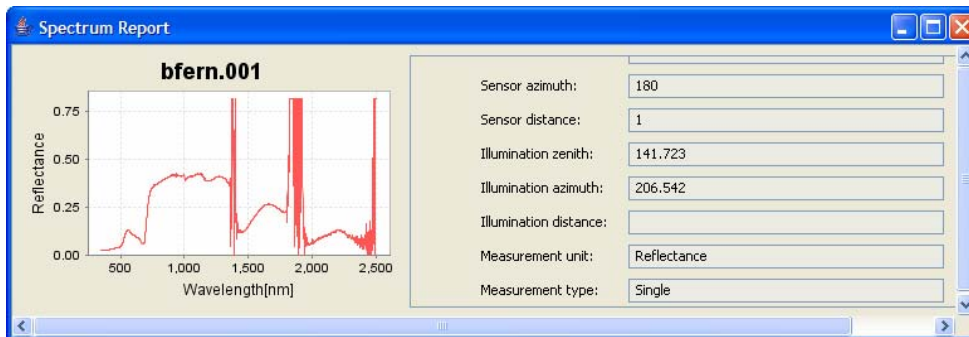 Spectrum Report
bfern.001
Reflectance
0.75
0.50
0.25
0.00
500
1,000
1,500
2,000
2,500
Wavelength[nm]
Sensor azimuth:
180
Sensor distance:
1
Illumination zenith:
141.723
Illumination azimuth:
206.542
Illumination distance:
Measurement unit:
Reflectance
Measurement type:
Single